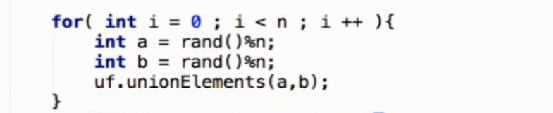 for( int i = 0 ; i < n ; i ++ ){
    int a = rand()%n;
    int b = rand()%n;
    uf.unionElements(a,b);
}